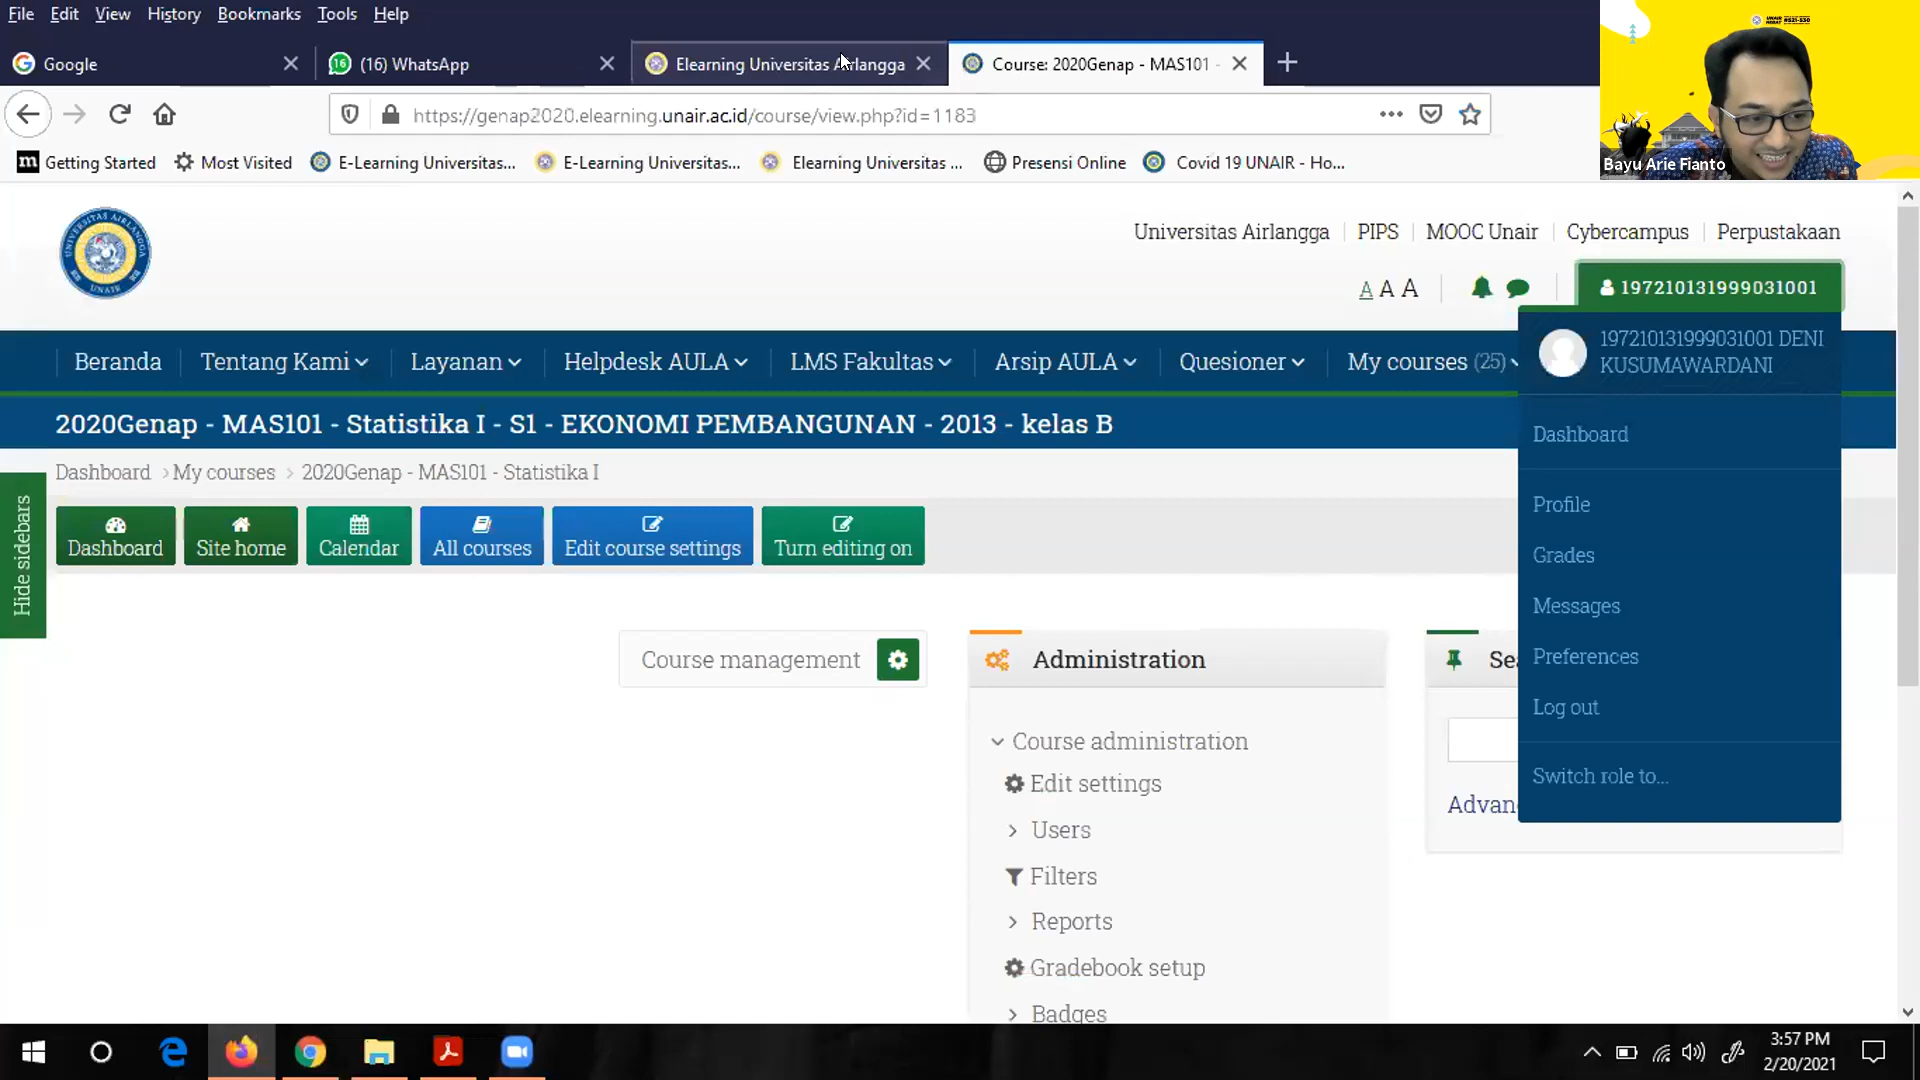 File Edit View History Bookmarks Tools Help
Google
(16) WhatsApp
Elearning Universitas Airlangga
Course: 2020Genap - MAS101 -
https://genap2020.elearning.unair.ac.id/course/view.php?id=1183
Getting Started
Most Visited
E-Learning Universitas...
E-Learning Universitas...
Elearning Universitas ...
Presensi Online
Covid 19 UNAIR - Ho...
Bayu Arie Fianto
UNIVERSITAS AIRLANGGA
UNAIR
Universitas Airlangga
PIPS
MOOC Unair
Cybercampus
Perpustakaan
A A A
197210131999031001
Beranda
Tentang Kami
Layanan
Helpdesk AULA
LMS Fakultas
Arsip AULA
Quesioner
My courses (25)
197210131999031001 DENI
KUSUMAWARDANI
Dashboard
Profile
Grades
Messages
Preferences
Log out
Switch role to...
2020Genap - MAS101 - Statistika I - S1 - EKONOMI PEMBANGUNAN - 2013 - kelas B
Dashboard > My courses > 2020Genap - MAS101 - Statistika I
Hide sidebars
Dashboard
Site home
Calendar
All courses
Edit course settings
Turn editing on
Course management
Administration
Course administration
Edit settings
Users
Filters
Reports
Gradebook setup
Badges
Sea
Advan
3:57 PM
2/20/2021